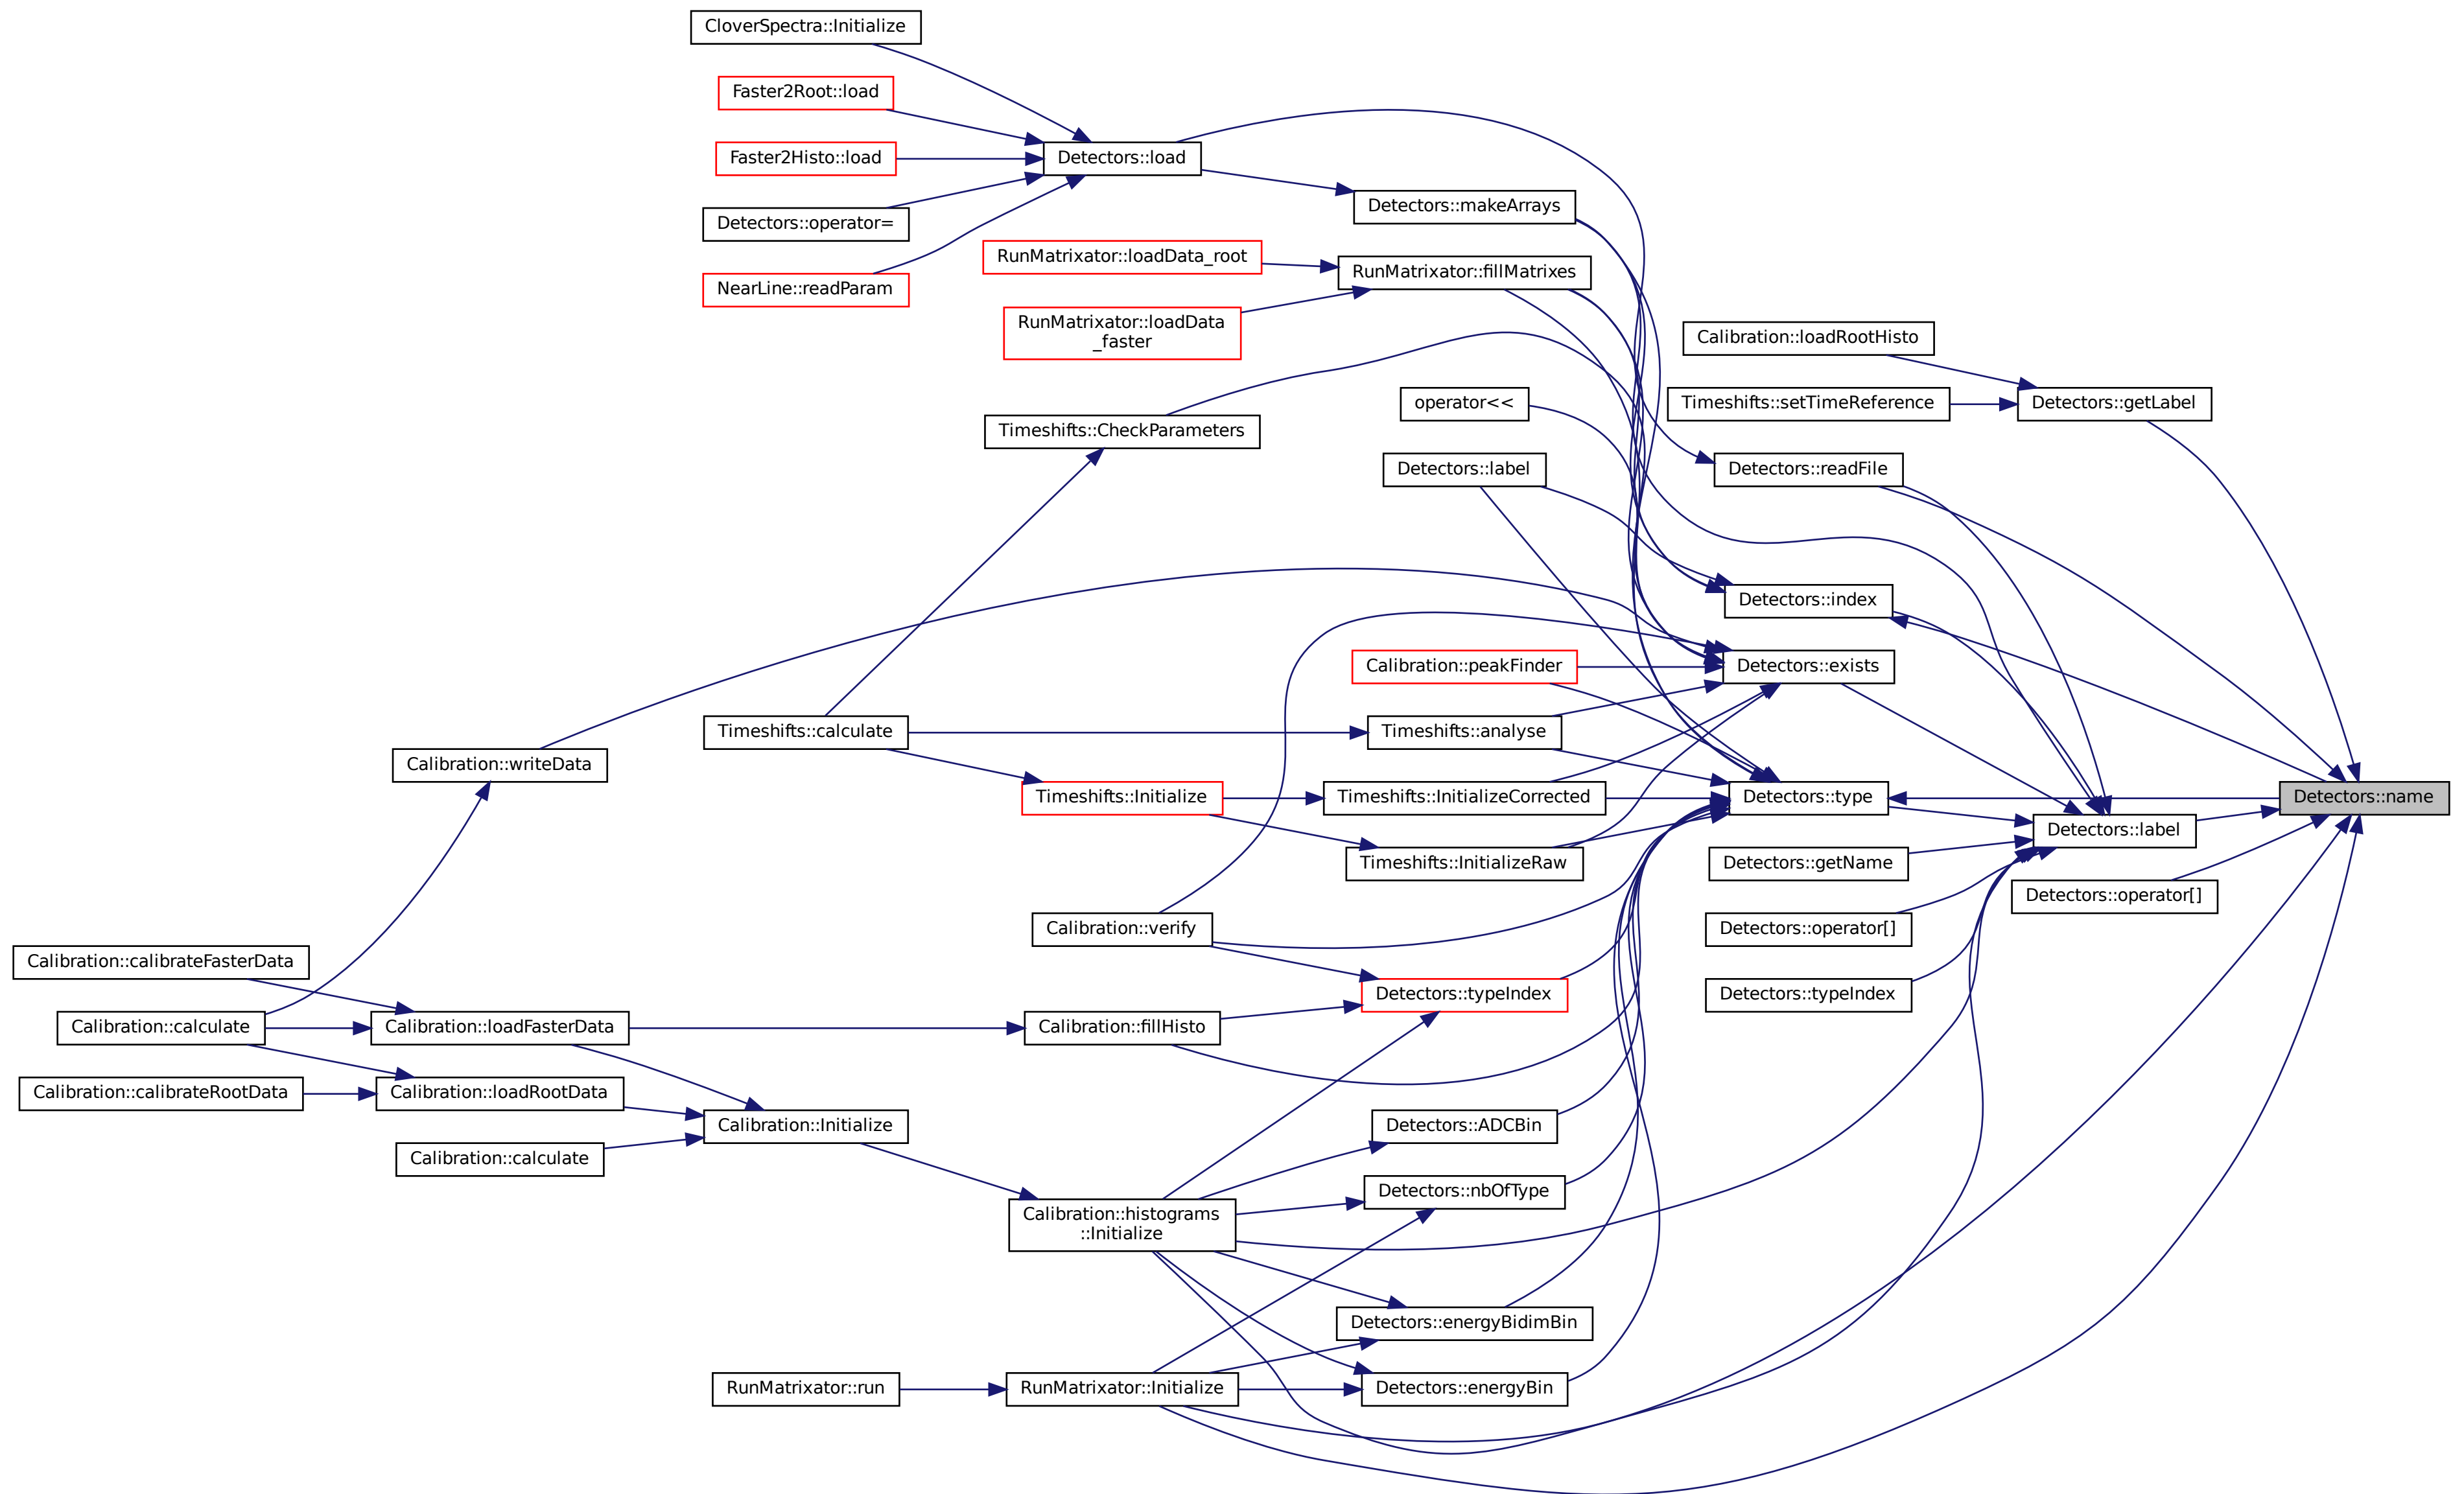 CloverSpectra::Initialize
Faster2Root::load
Faster2Histo::load
Detectors::load
Detectors::makeArrays
Detectors::operator=
RunMatrixator::loadData_root
RunMatrixator::fillMatrixes
NearLine::readParam
RunMatrixator::loadData
_faster
Calibration::loadRootHisto
operator<<
Timeshifts::setTimeReference
Detectors::getLabel
Timeshifts::CheckParameters
Detectors::label
Detectors::readFile
Detectors::index
Calibration::peakFinder
Detectors::exists
Timeshifts::calculate
Timeshifts::analyse
Calibration::writeData
Timeshifts::Initialize
Timeshifts::InitializeCorrected
Detectors::type
Detectors::name
Detectors::label
Timeshifts::InitializeRaw
Detectors::getName
Detectors::operator[]
Calibration::verify
Detectors::operator[]
Calibration::calibrateFasterData
Detectors::typeIndex
Detectors::typeIndex
Calibration::calculate
Calibration::loadFasterData
Calibration::fillHisto
Calibration::calibrateRootData
Calibration::loadRootData
Calibration::Initialize
Detectors::ADCBin
Calibration::calculate
Detectors::nbOfType
Calibration::histograms
::Initialize
Detectors::energyBidimBin
RunMatrixator::run
RunMatrixator::Initialize
Detectors::energyBin